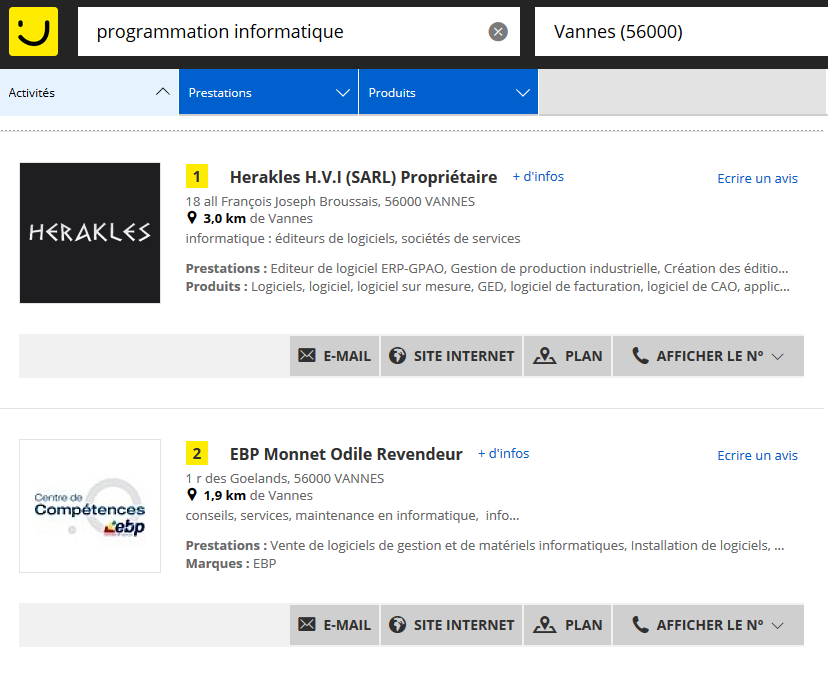 programmation informatique
Vannes (56000)
Activités
Prestations
Produits
HERAKLES
1 Herakles H.V.I (SARL) Propriétaire + d'infos Ecrire un avis
18 all François Joseph Broussais, 56000 VANNES
3,0 km de Vannes
informatique : éditeurs de logiciels, sociétés de services
Prestations : Editeur de logiciel ERP-GPAO, Gestion de production industrielle, Création des éditio...
Produits : Logiciels, logiciel, logiciel sur mesure, GED, logiciel de facturation, logiciel de CAO, applic...
E-MAIL SITE INTERNET PLAN AFFICHER LE Nº
Centre de
Compétences
ebp
2 EBP Monnet Odile Revendeur + d'infos Ecrire un avis
1 r des Goelands, 56000 VANNES
1,9 km de Vannes
conseils, services, maintenance en informatique, info...
Prestations : Vente de logiciels de gestion et de matériels informatiques, Installation de logiciels, ...
Marques : EBP
E-MAIL SITE INTERNET PLAN AFFICHER LE Nº